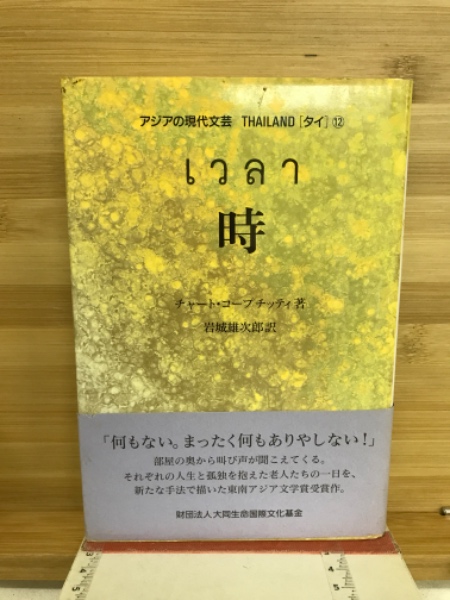 アジアの現代文芸 THAILAND [タイ] ⑫
เวลา
時
チャート・コープチッティ著
岩城雄次郎訳
「何もない。まったく何もありやしない!」
部屋の奥から叫び声が聞こえてくる。
それぞれの人生と孤独を抱えた老人たちの一日を、
新たな手法で描いた東南アジア文学賞受賞作。
財団法人大同生命国際文化基金